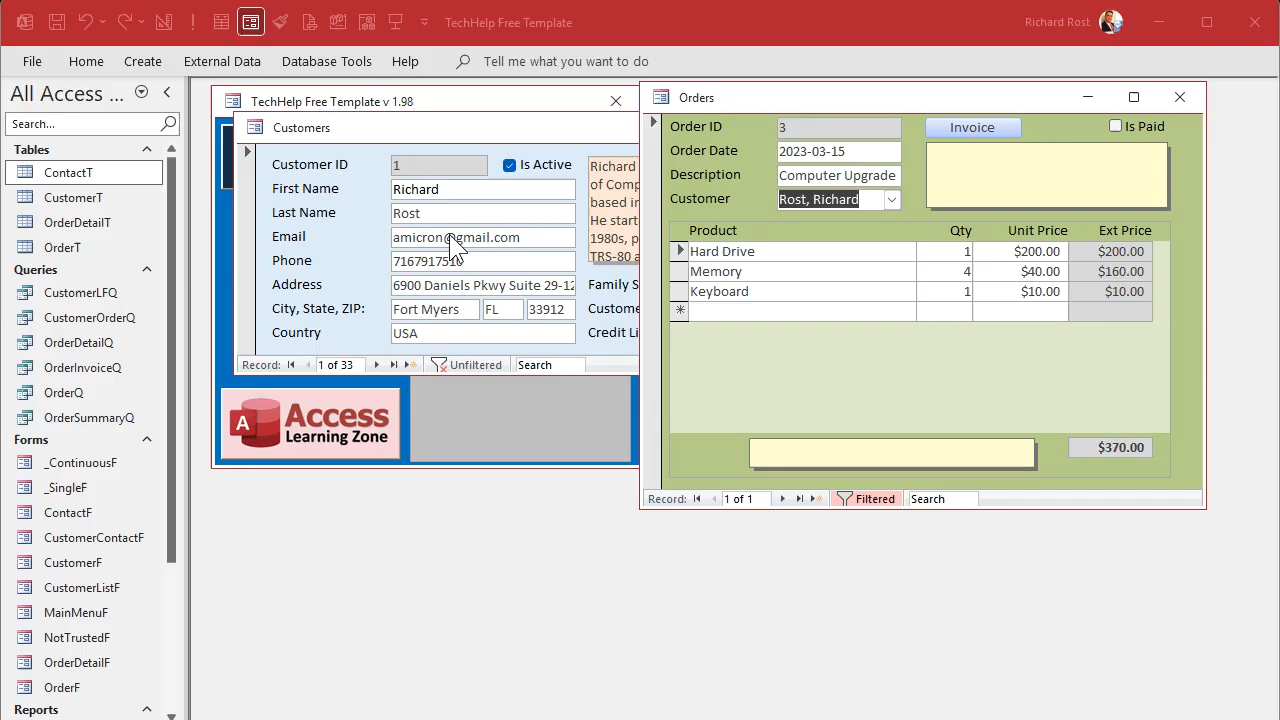 TechHelp Free Template
Richard Rost
File Home Create External Data Database Tools Help Tell me what you want to do
All Access ...
Search...
Tables
ContactT
CustomerT
OrderDetailT
OrderT
Queries
CustomerLFQ
CustomerOrderQ
OrderDetailQ
OrderInvoiceQ
OrderQ
OrderSummaryQ
Forms
_ContinuousF
_SingleF
ContactF
CustomerContactF
CustomerF
CustomerListF
MainMenuF
NotTrustedF
OrderDetailF
OrderF
Reports
TechHelp Free Template v 1.98
Customers
Customer ID 1 Is Active
First Name Richard
Last Name Rost
Email amicron@gmail.com
Phone
Address 6900 Daniels Pkwy Suite 29-12
City, State, ZIP: Fort Myers FL 33912
Country USA
Richard
of Comp
based in
He start
1980s, p
TRS-80 a
Family S
Custome
Credit Li
Record: 1 of 33 Unfiltered Search
A Access
Learning Zone
Orders
Order ID 3 Invoice Is Paid
Order Date 2023-03-15
Description Computer Upgrade
Customer Rost, Richard
Product Qty Unit Price Ext Price
Hard Drive 1 $200.00 $200.00
Memory 4 $40.00 $160.00
Keyboard 1 $10.00 $10.00
$370.00
Record: 1 of 1 Filtered Search